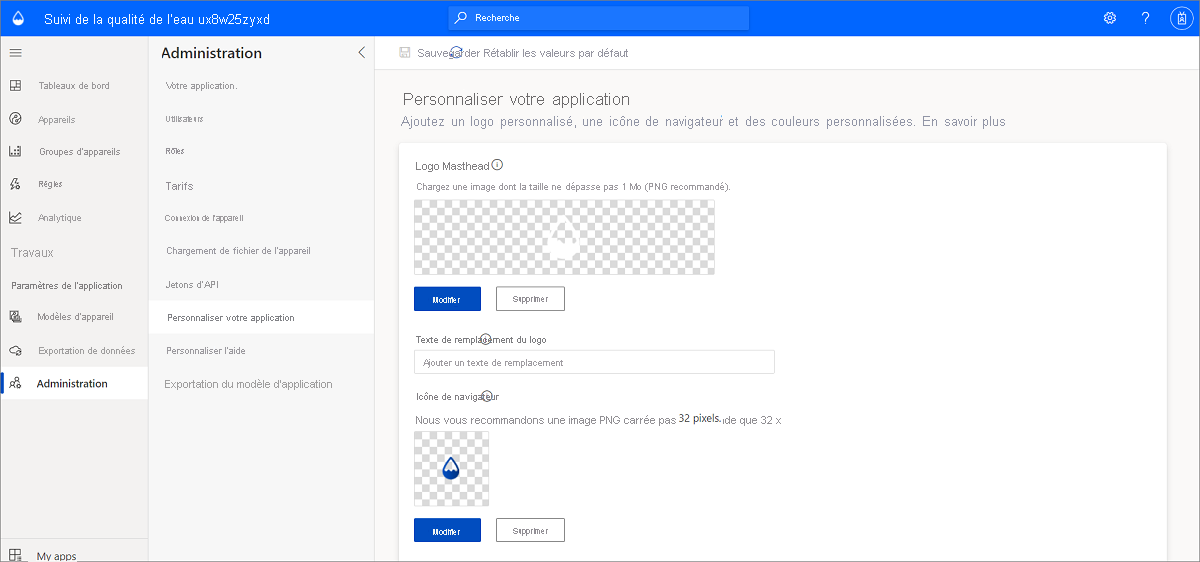 Suivi de la qualité de l'eau ux8w25zyxd
Recherche
?
Administration
Sauvegarder Rétablir les valeurs par défaut
Tableaux de bord
Appareils
Groupes d'appareils
Règles
Analytique
Travaux
Paramètres de l'application
Modèles d'appareil
Exportation de données
Administration
My apps
Votre application.
Utilisateurs
Rôles
Tarifs
Connexion de l'appareil
Chargement de fichier de l'appareil
Jetons d'API
Personnaliser votre application
Personnaliser l'aide
Exportation du modèle d'application
Personnaliser votre application
Ajoutez un logo personnalisé, une icône de navigateur et des couleurs personnalisées. En savoir plus
Logo Masthead
Chargez une image dont la taille ne dépasse pas 1 Mo (PNG recommandé).
Modifier
Supprimer
Texte de remplacement du logo
Ajouter un texte de remplacement
Icône de navigateur
Nous vous recommandons une image PNG carrée pas 32 pixels. ide que 32 x
Modifier
Supprimer